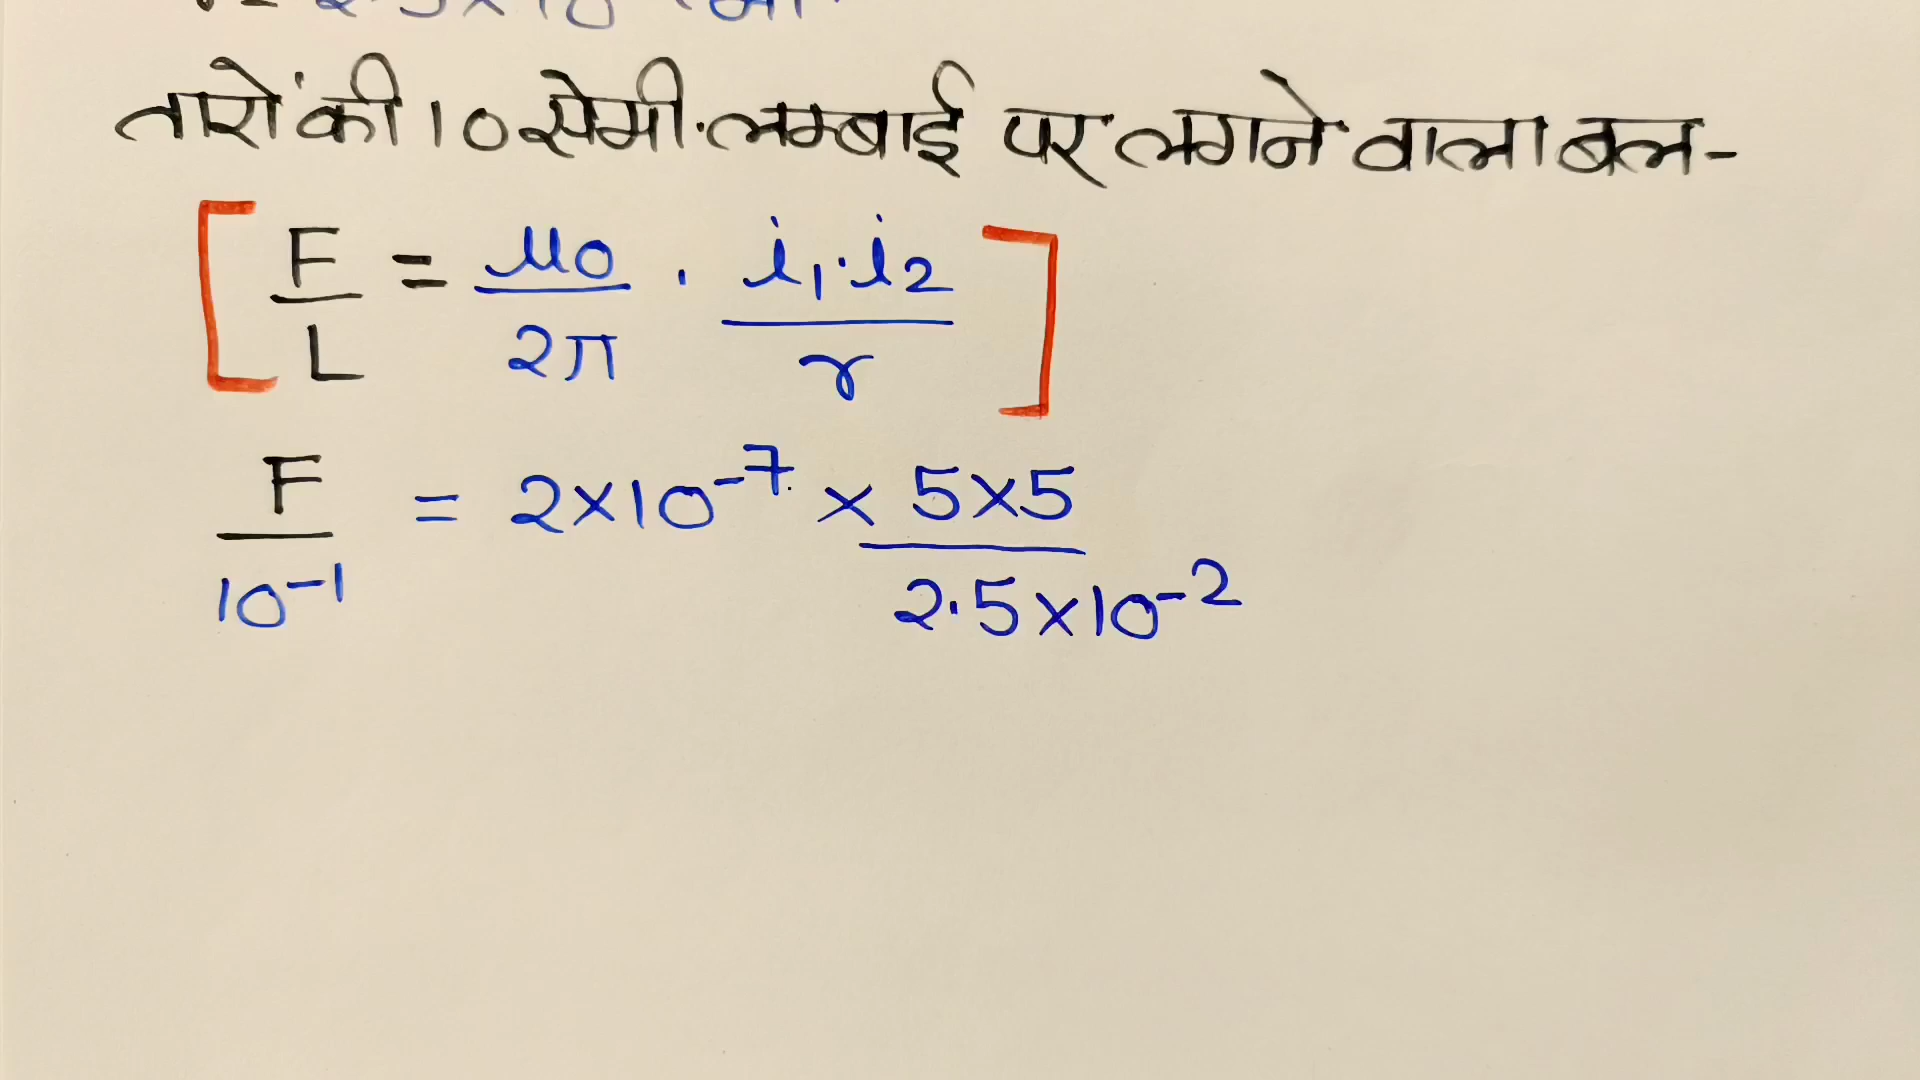 तारों की 10 सेमी. लम्बाई पर लगने वाला बल-
[F/L = μ0/2π · i1·i2/r]
F/10^-1 = 2×10^-7 × 5×5/2.5×10^-2